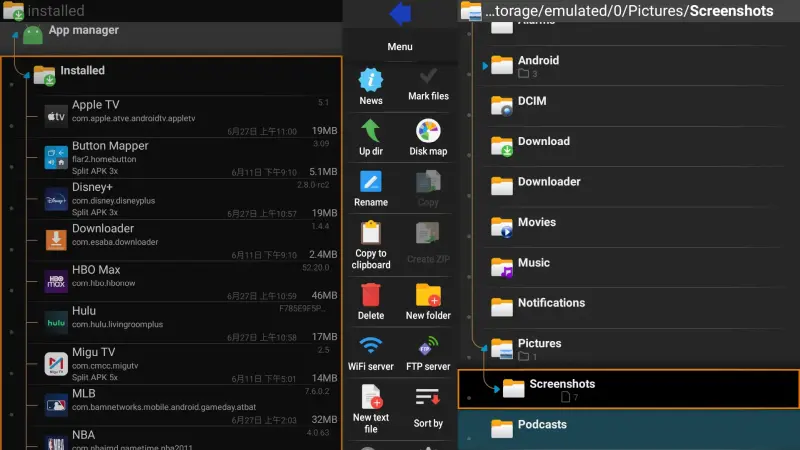 installed
App manager
Installed
Apple TV
5.1
com.apple.atve.androidtv.appletv
6月27日 上午11:00
19MB
Button Mapper
3.09
flar2.homebutton
Split APK 3x
6月11日 下午9:10
5.1MB
Disney+
2.8.0-rc2
com.disney.disneyplus
Split APK 3x
6月27日 上午10:57
19MB
Downloader
1.4.4
com.esaba.downloader
6月11日 下午9:10
2.4MB
HBO Max
52.20.0
com.hbo.hbonow
6月27日 上午10:59
46MB
Hulu
F785E9F5P...
com.hulu.livingroomplus
6月27日 上午10:58
17MB
Migu TV
2.5
com.cmcc.migutv
Split APK 5x
6月11日 下午5:01
14MB
MLB
7.6.0.2
com.bamnetworks.mobile.android.gameday.atbat
6月27日 上午2:03
32MB
NBA
4.0.63
com.nbaimd.gametime.nba2011
Menu
News
Mark files
Up dir
Disk map
Rename
Copy
Copy to
clipboard
Create ZIP
Delete
New folder
WiFi server
FTP
FTP server
New text
file
Sort by
...torage/emulated/0/Pictures/Screenshots
Alarms
Android
3
DCIM
Download
Downloader
Movies
Music
Notifications
Pictures
1
Screenshots
7
Podcasts